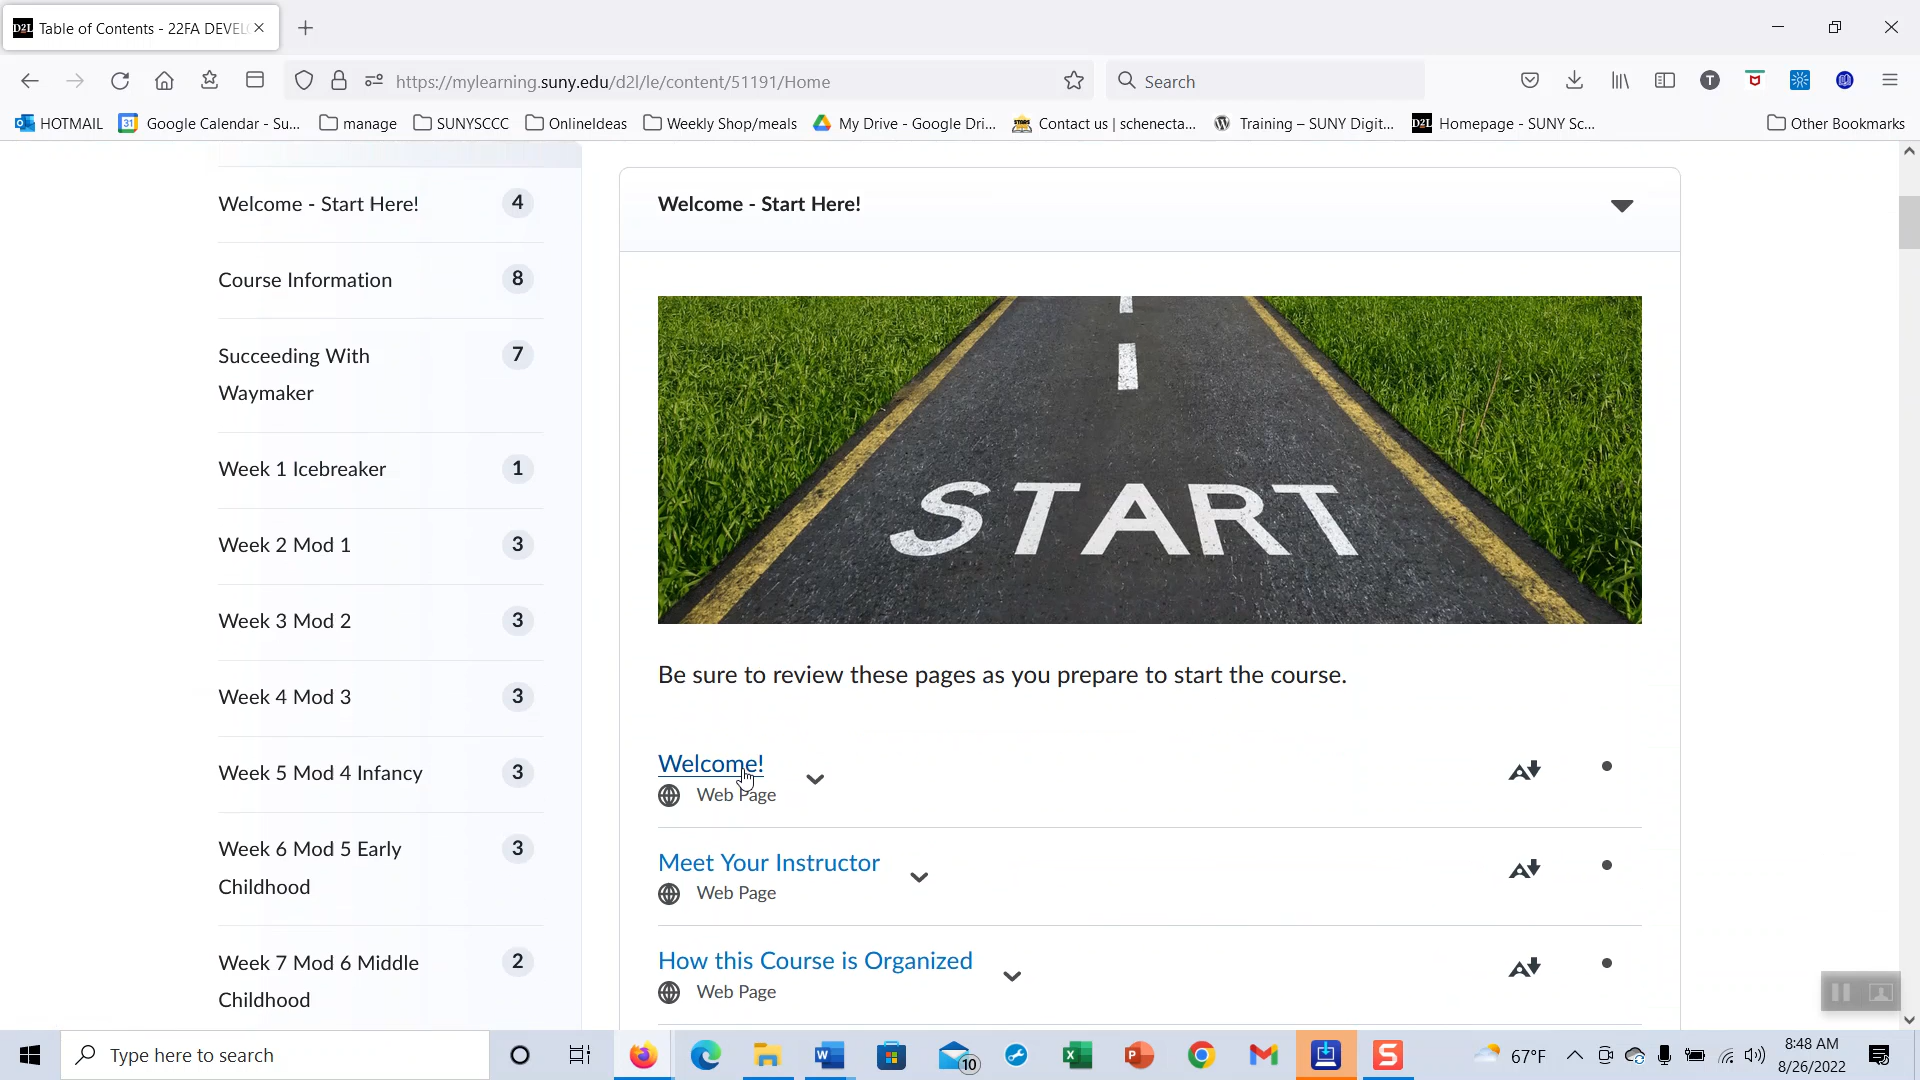 D2L Table of Contents - 22FA DEVEL
https://mylearning.suny.edu/d2l/le/content/51191/Home
Search
T
HOTMAIL
31 Google Calendar - Su...
manage
SUNYSCCC
OnlineIdeas
Weekly Shop/meals
My Drive - Google Dri...
Contact us | schenecta...
Training – SUNY Digit...
D2L Homepage - SUNY Sc...
Other Bookmarks
Welcome - Start Here! 4
Course Information 8
Succeeding With 7
Waymaker
Week 1 Icebreaker 1
Week 2 Mod 1 3
Week 3 Mod 2 3
Week 4 Mod 3 3
Week 5 Mod 4 Infancy 3
Week 6 Mod 5 Early 3
Childhood
Week 7 Mod 6 Middle 2
Childhood
Welcome - Start Here!
START
Be sure to review these pages as you prepare to start the course.
Welcome!
Web Page
Meet Your Instructor
Web Page
How this Course is Organized
Web Page
Type here to search
10
67°F
8:48 AM
8/26/2022